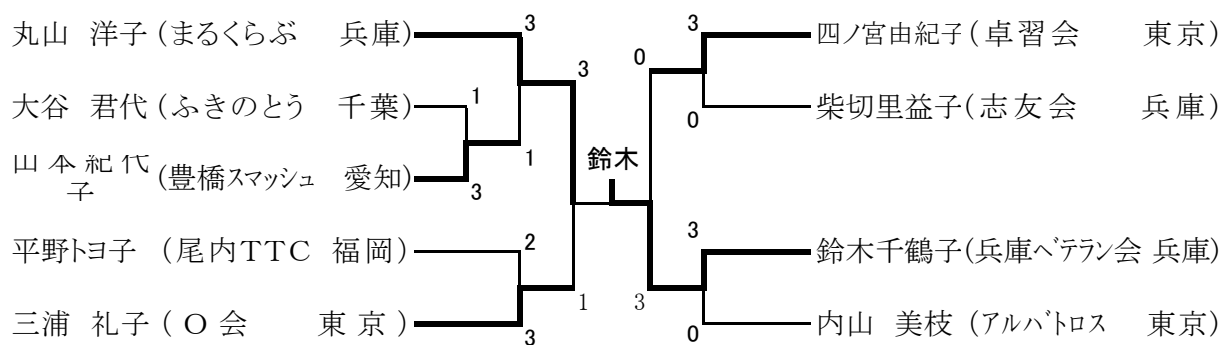 丸山 洋子 (まるくらぶ 兵庫) 3 3 四ノ宮由紀子 (卓習会 東京)
3 0
大谷 君代 (ふきのとう 千葉) 1 0 柴切里益子 (志友会 兵庫)
山本紀代子 (豊橋スマッシュ 愛知) 3 1 鈴木
平野トヨ子 (尾内TTC 福岡) 2 3 鈴木千鶴子 (兵庫ベテラン会 兵庫)
1 3
三浦 礼子 (O会 東京) 3 0 内山 美枝 (アルバトロス 東京)